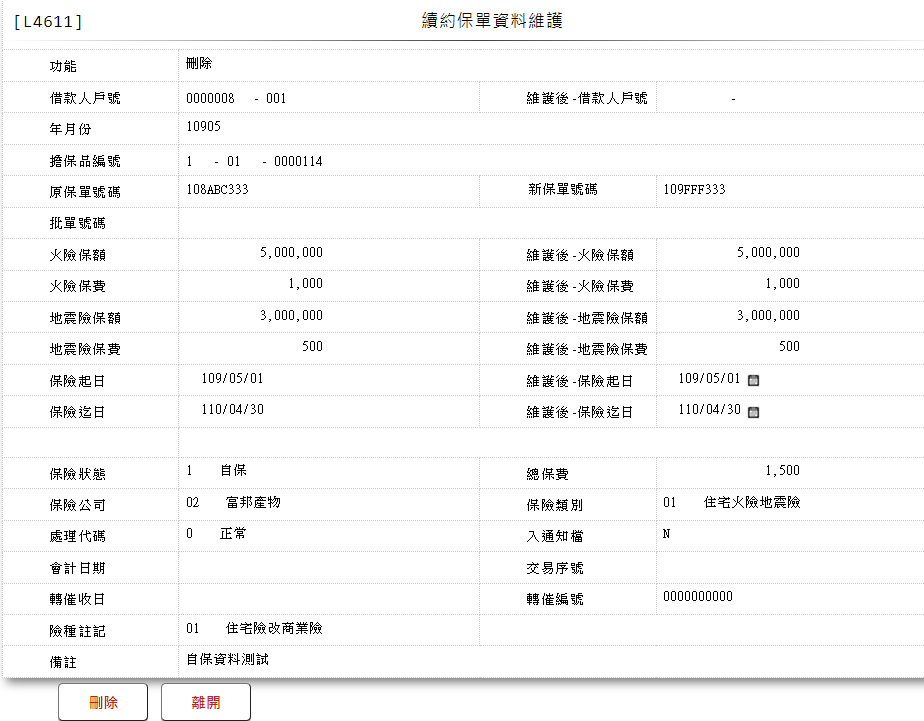 [L4611] 續約保單資料維護
功能 刪除
借款人戶號 0000008 - 001 維護後-借款人戶號 -
年月份 10905
擔保品編號 1 - 01 - 0000114
原保單號碼 108ABC333 新保單號碼 109FFF333
批單號碼
火險保額 5,000,000 維護後-火險保額 5,000,000
火險保費 1,000 維護後-火險保費 1,000
地震險保額 3,000,000 維護後-地震險保額 3,000,000
地震險保費 500 維護後-地震險保費 500
保險起日 109/05/01 維護後-保險起日 109/05/01
保險迄日 110/04/30 維護後-保險迄日 110/04/30
保險狀態 1 自保 總保費 1,500
保險公司 02 富邦產物 保險類別 01 住宅火險地震險
處理代碼 0 正常 入通知檔 N
會計日期 交易序號
轉催收日 轉催編號 0000000000
險種註記 01 住宅險改商業險
備註 自保資料測試
刪除 離開